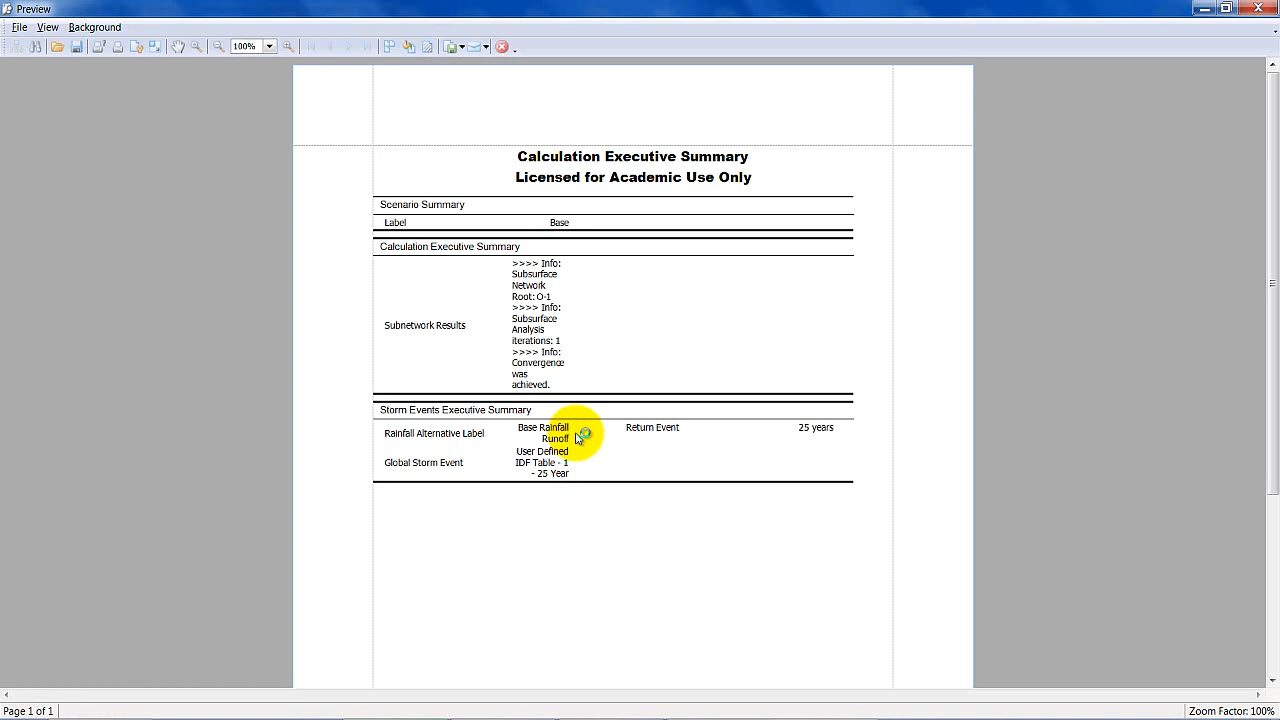 Preview
File View Background
100%
Calculation Executive Summary
Licensed for Academic Use Only
Scenario Summary
Label Base
Calculation Executive Summary
>>>> Info:
Subsurface
Network
Root: O-1
>>>> Info:
Subsurface
Subnetwork Results
Analysis
iterations: 1
>>>> Info:
Convergence
was
achieved.
Storm Events Executive Summary
Rainfall Alternative Label Base Rainfall Return Event 25 years
Runoff
User Defined
Global Storm Event IDF Table - 1
- 25 Year
Page 1 of 1 Zoom Factor: 100%